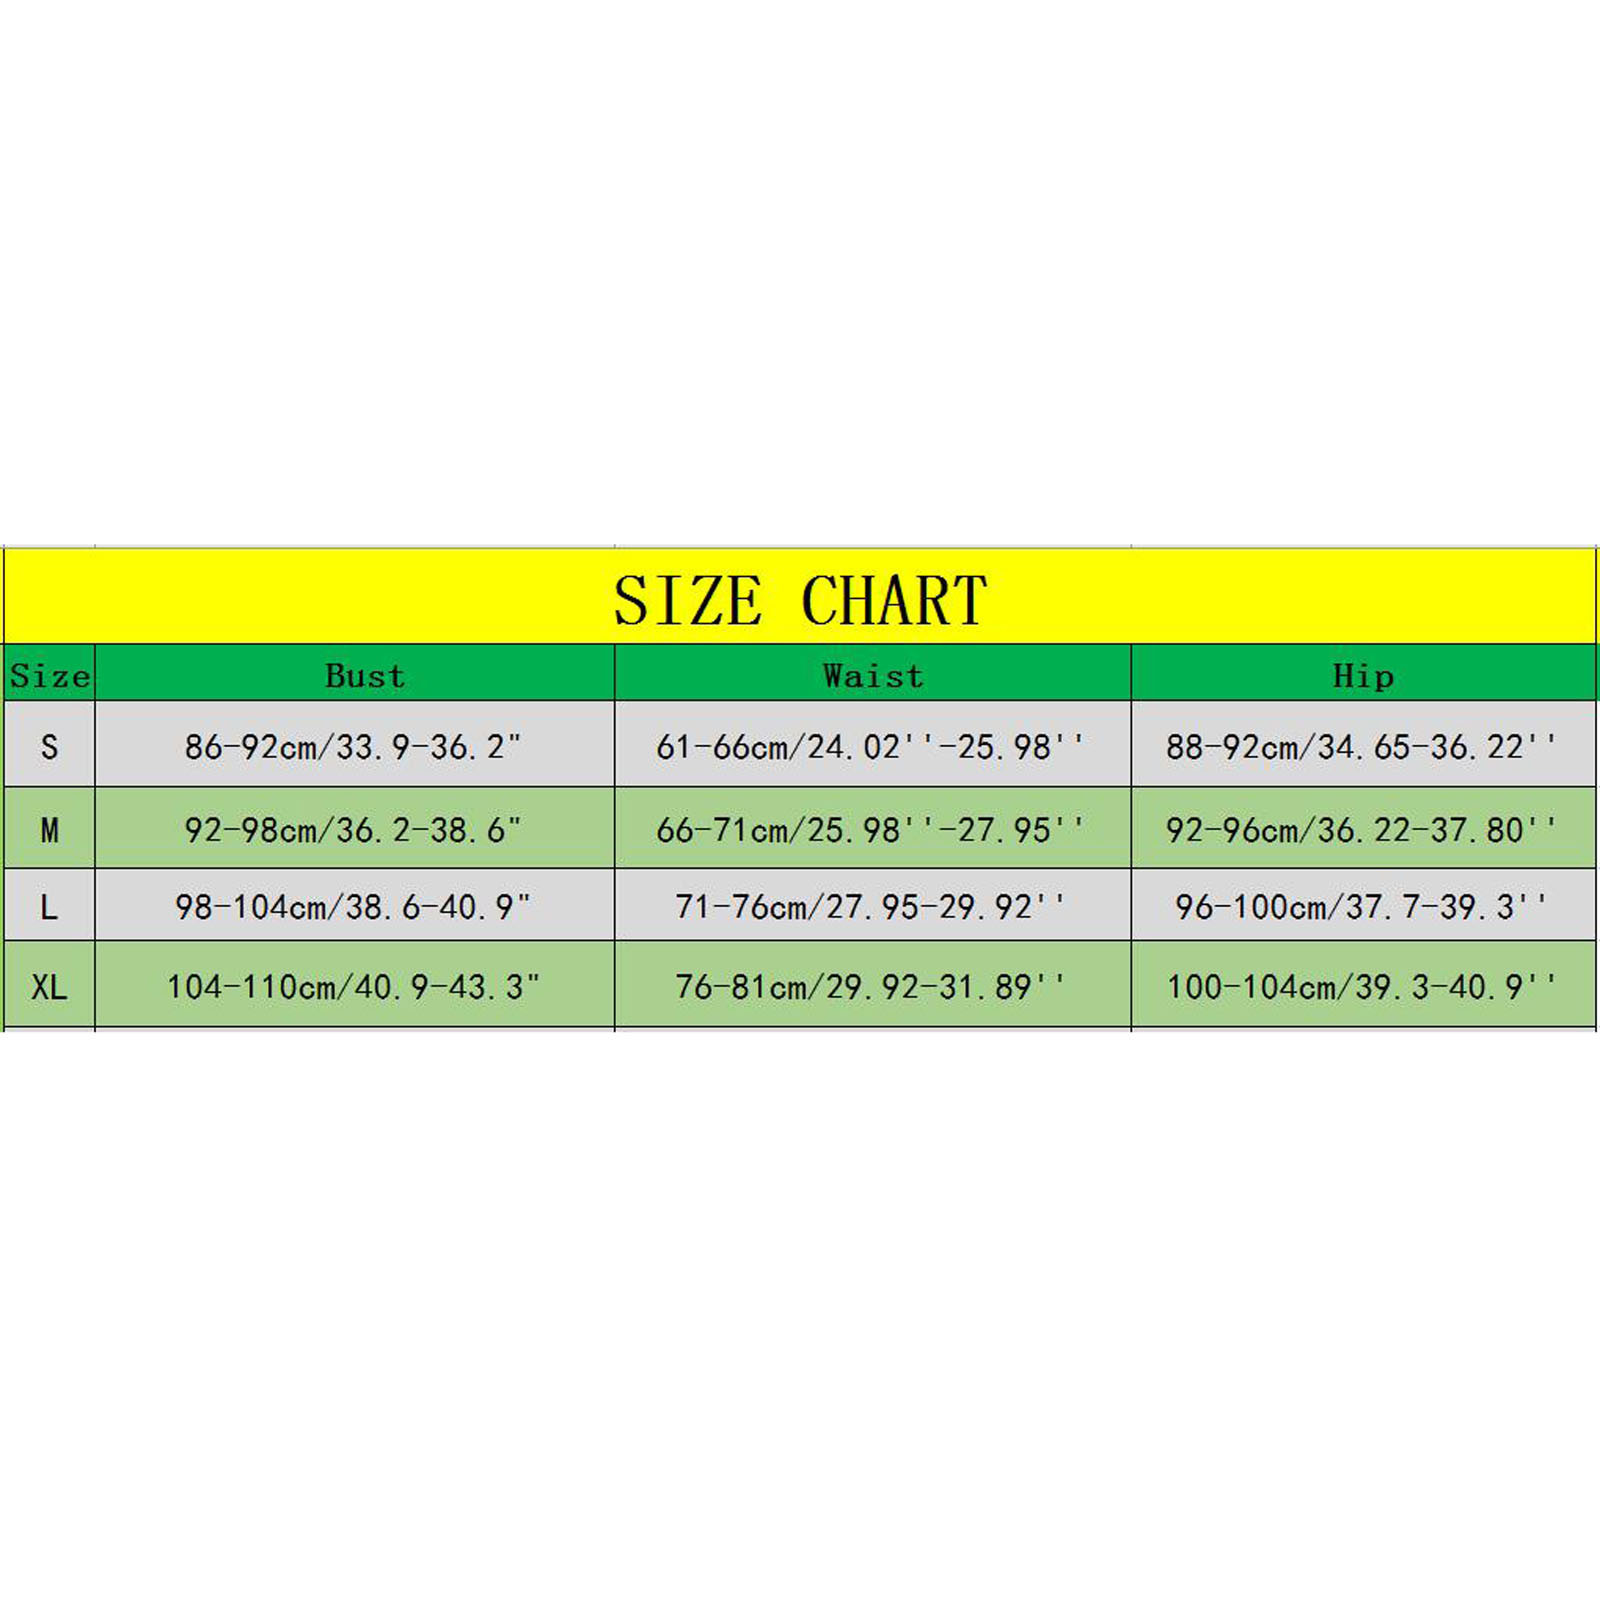 SIZE CHART
Size Bust Waist Hip
S 86-92cm/33.9-36.2" 61-66cm/24.02''-25.98'' 88-92cm/34.65-36.22''
M 92-98cm/36.2-38.6" 66-71cm/25.98''-27.95'' 92-96cm/36.22-37.80''
L 98-104cm/38.6-40.9" 71-76cm/27.95-29.92'' 96-100cm/37.7-39.3''
XL 104-110cm/40.9-43.3" 76-81cm/29.92-31.89'' 100-104cm/39.3-40.9''